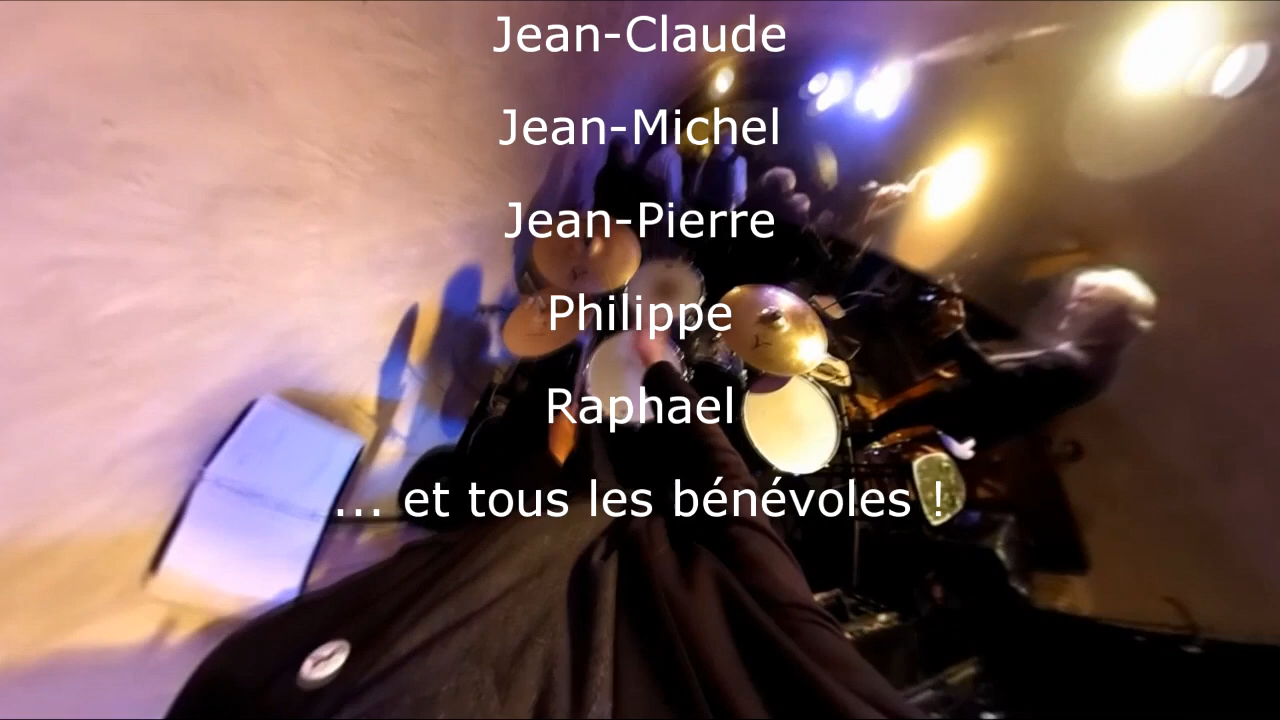 Jean-Claude
Jean-Michel
Jean-Pierre
Philippe
Raphael
... et tous les bénévoles !